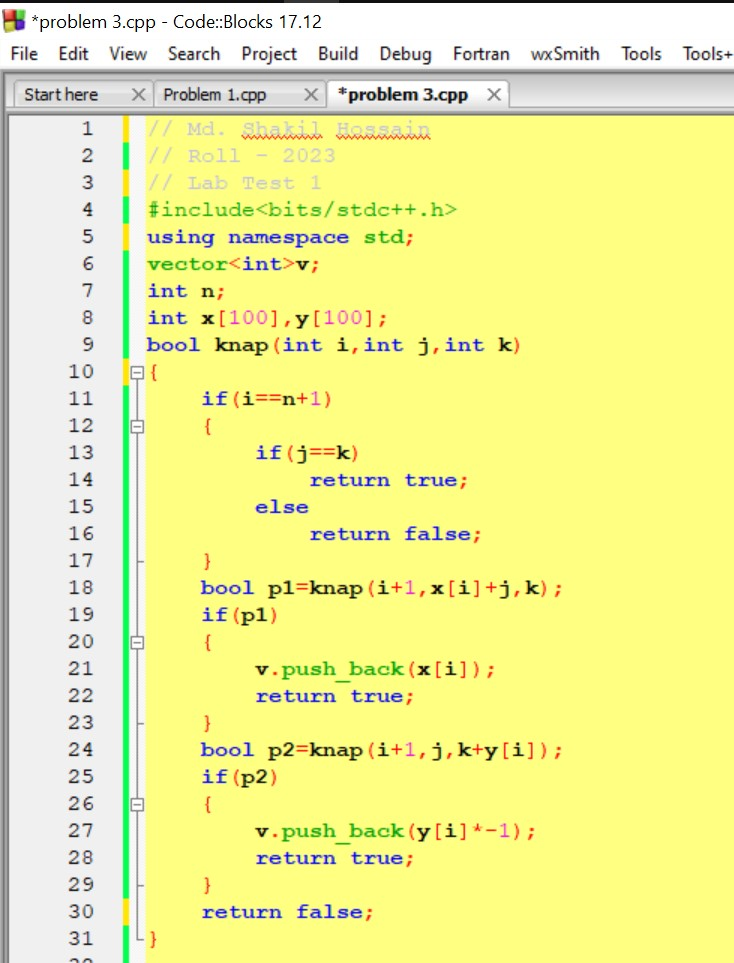 *problem 3.cpp - Code::Blocks 17.12
File Edit View Search Project Build Debug Fortran wxSmith Tools Tools+
Start here Problem 1.cpp *problem 3.cpp
1 // Md. Shakil Hossain
2 // Roll - 2023
3 // Lab Test 1
4 #include<bits/stdc++.h>
5 using namespace std;
6 vector<int>v;
7 int n;
8 int x[100],y[100];
9 bool knap(int i,int j,int k)
10 {
11     if(i==n+1)
12     {
13         if(j==k)
14             return true;
15         else
16             return false;
17     }
18     bool p1=knap(i+1,x[i]+j,k);
19     if(p1)
20     {
21         v.push_back(x[i]);
22         return true;
23     }
24     bool p2=knap(i+1,j,k+y[i]);
25     if(p2)
26     {
27         v.push_back(y[i]*-1);
28         return true;
29     }
30     return false;
31 }